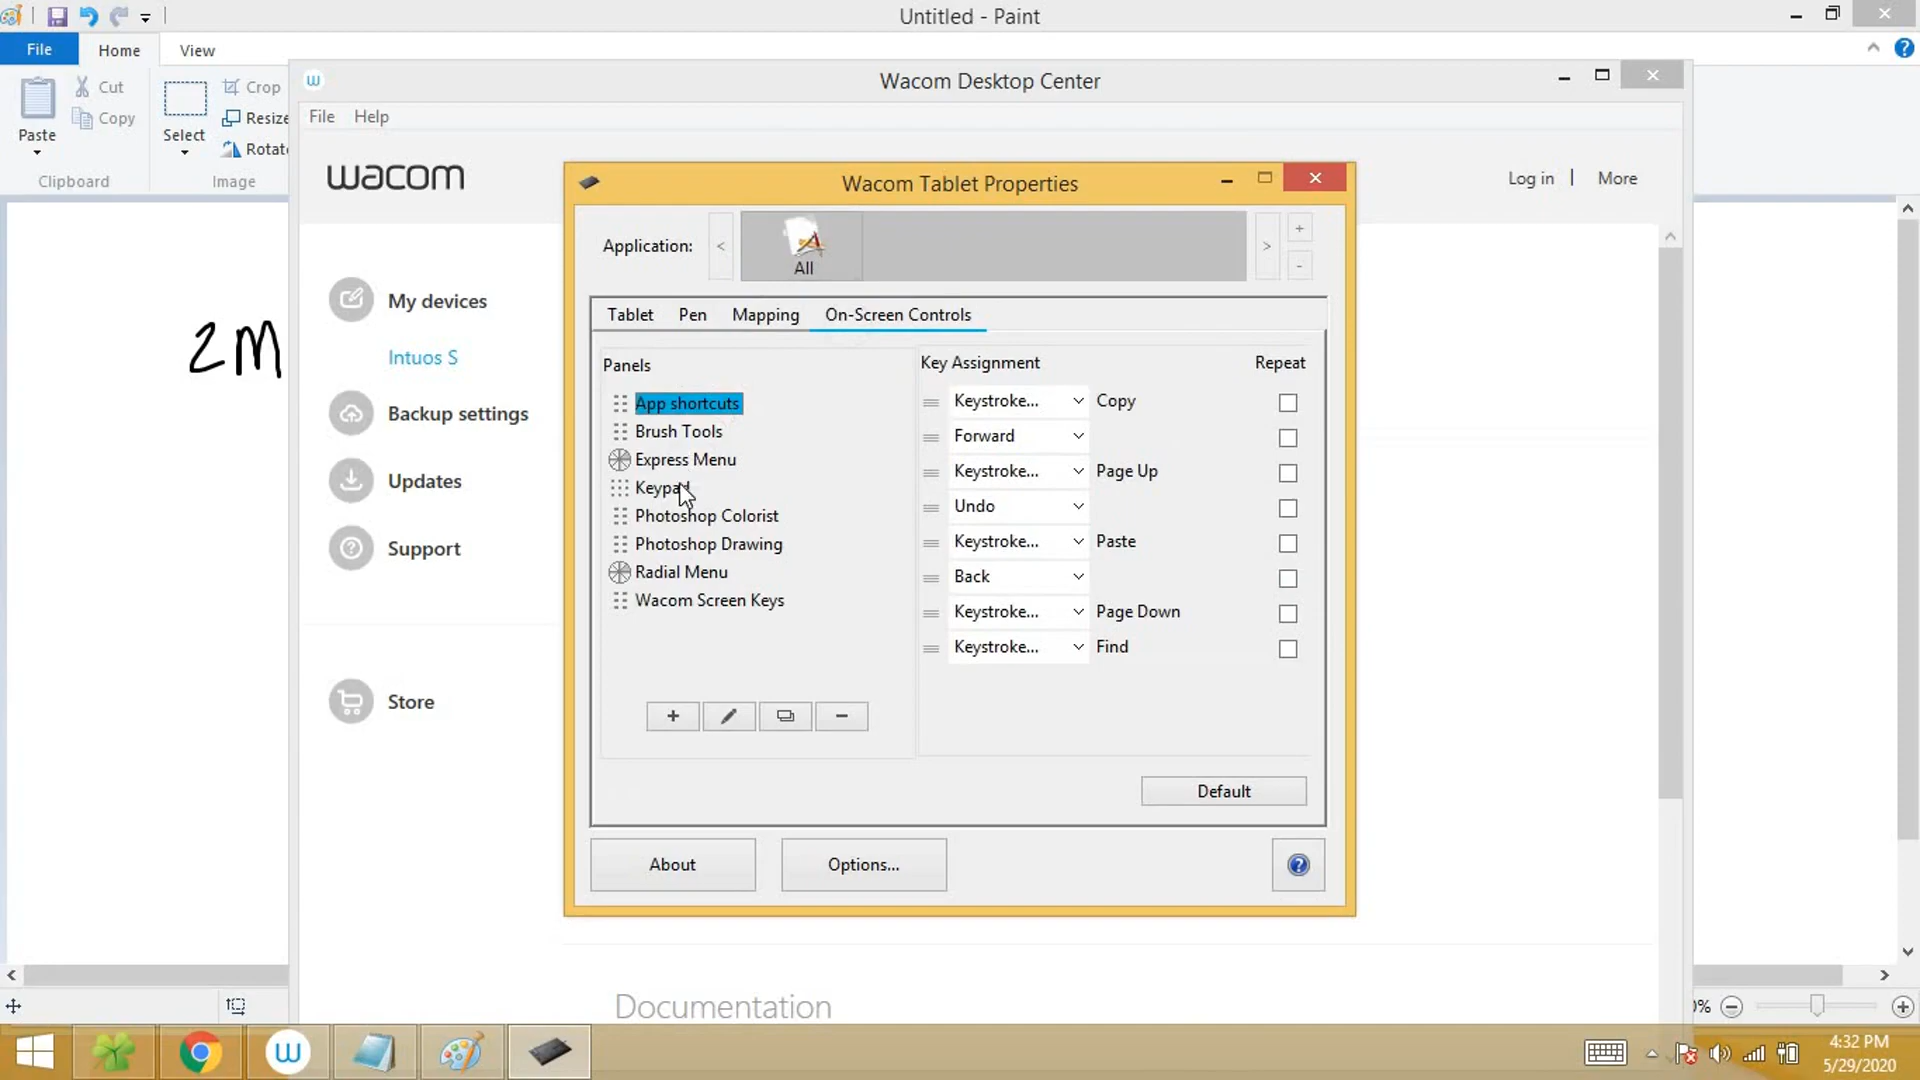 Untitled - Paint
File Home View
Cut
Copy
Paste
Clipboard
Select
Crop
Resize
Rotat
Image
Wacom Desktop Center
File Help
wacom
Log in | More
My devices
Intuos S
Backup settings
Updates
Support
Store
2M
Wacom Tablet Properties
Application:
<
All
>
+
-
Tablet Pen Mapping On-Screen Controls
Panels
App shortcuts
Brush Tools
Express Menu
Keypad
Photoshop Colorist
Photoshop Drawing
Radial Menu
Wacom Screen Keys
Key Assignment Repeat
Keystroke... Copy
Forward
Keystroke... Page Up
Undo
Keystroke... Paste
Back
Keystroke... Page Down
Keystroke... Find
Default
About Options...
Documentation
0%
4:32 PM
5/29/2020